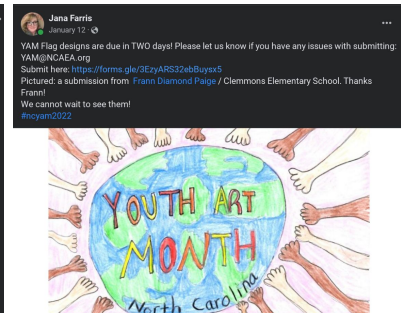 Jana Farris
January 12 ·
YAM Flag designs are due in TWO days! Please let us know if you have any issues with submitting:
YAM@NCAEA.org
Submit here: https://forms.gle/3EzyARS32ebBuysx5
Pictured: a submission from Frann Diamond Paige / Clemmons Elementary School. Thanks
Frann!
We cannot wait to see them!
#ncyam2022
YOUTH ART
MONTH
North Carolina